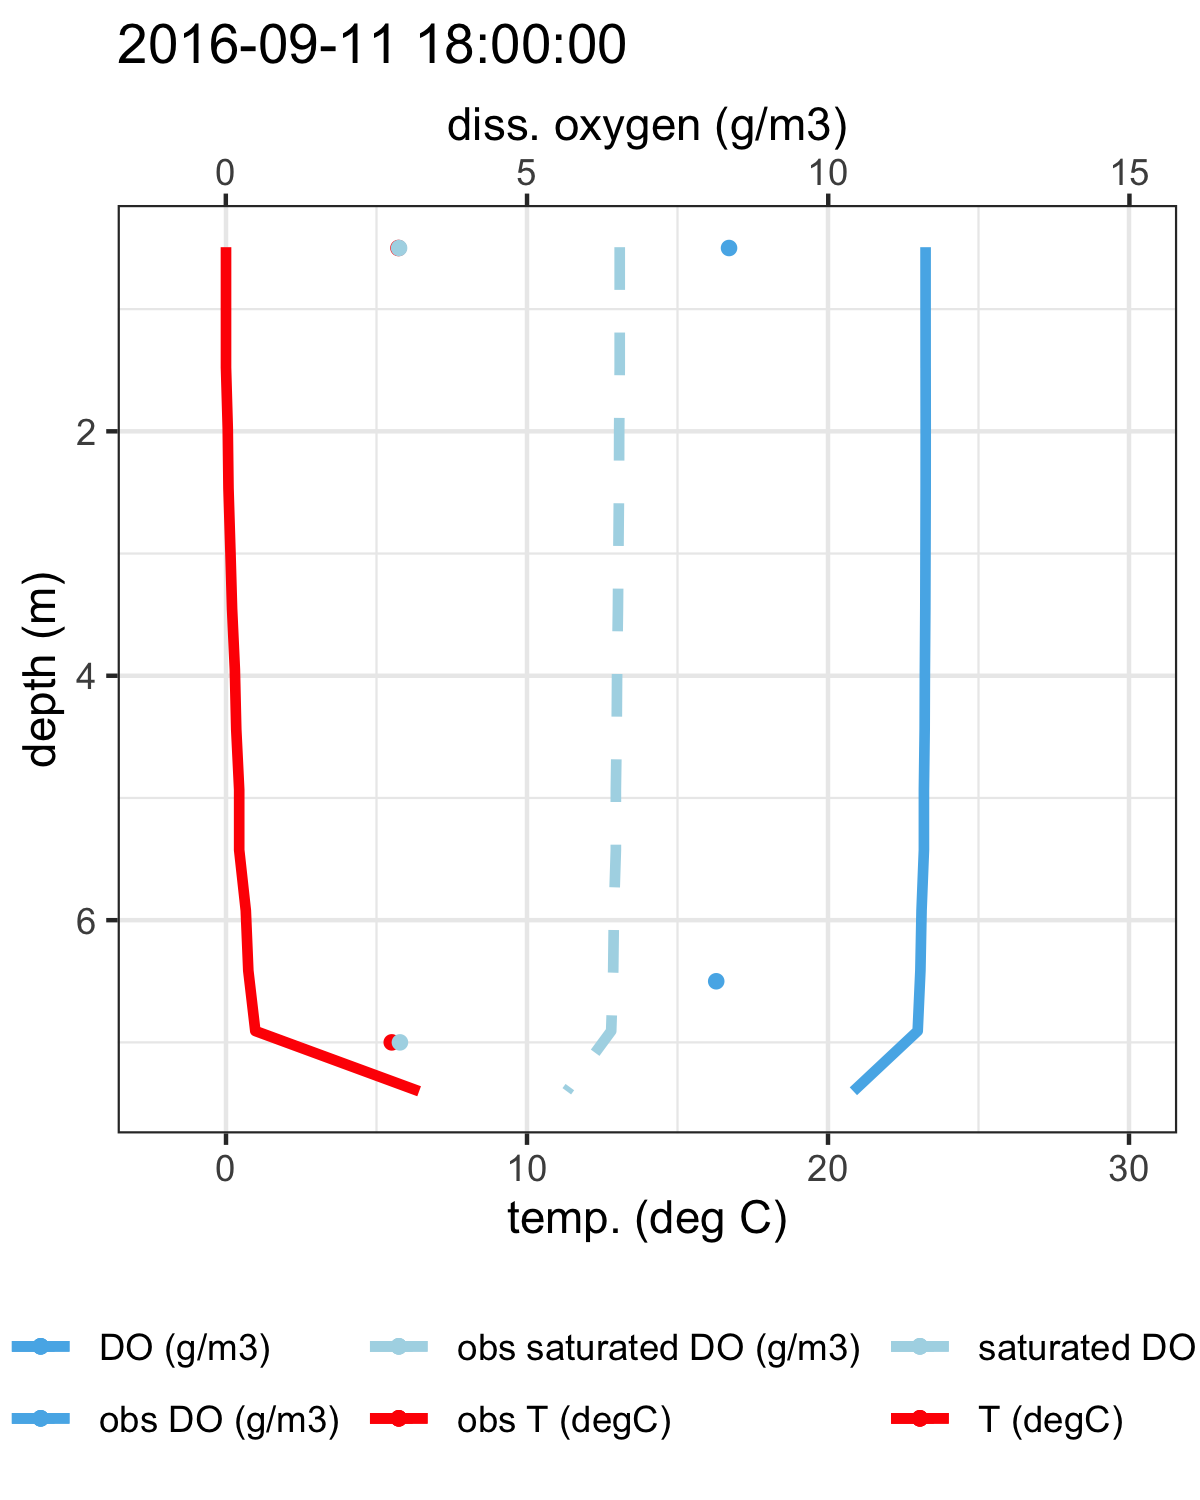 2016-09-11 18:00:00
diss. oxygen (g/m3)
0 5 10 15
2
4
6
depth (m)
0 10 20 30
temp. (deg C)
DO (g/m3) obs saturated DO (g/m3) saturated DO
obs DO (g/m3) obs T (degC) T (degC)